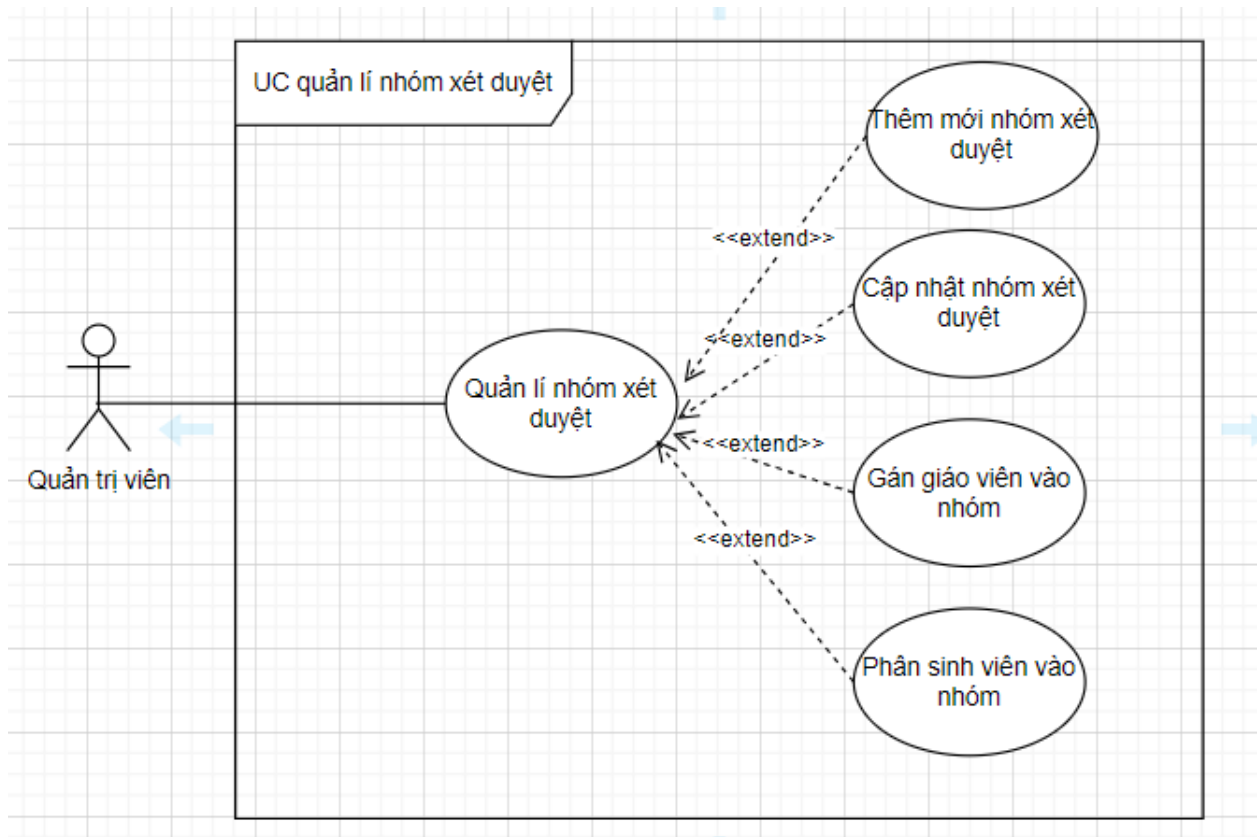 UC quản lí nhóm xét duyệt
Thêm mới nhóm xét
duyệt
<<extend>>
Cập nhật nhóm xét
duyệt
<<extend>>
Quản lí nhóm xét
duyệt
<<extend>>
Gán giáo viên vào
nhóm
Quản trị viên
<<extend>>
Phân sinh viên vào
nhóm